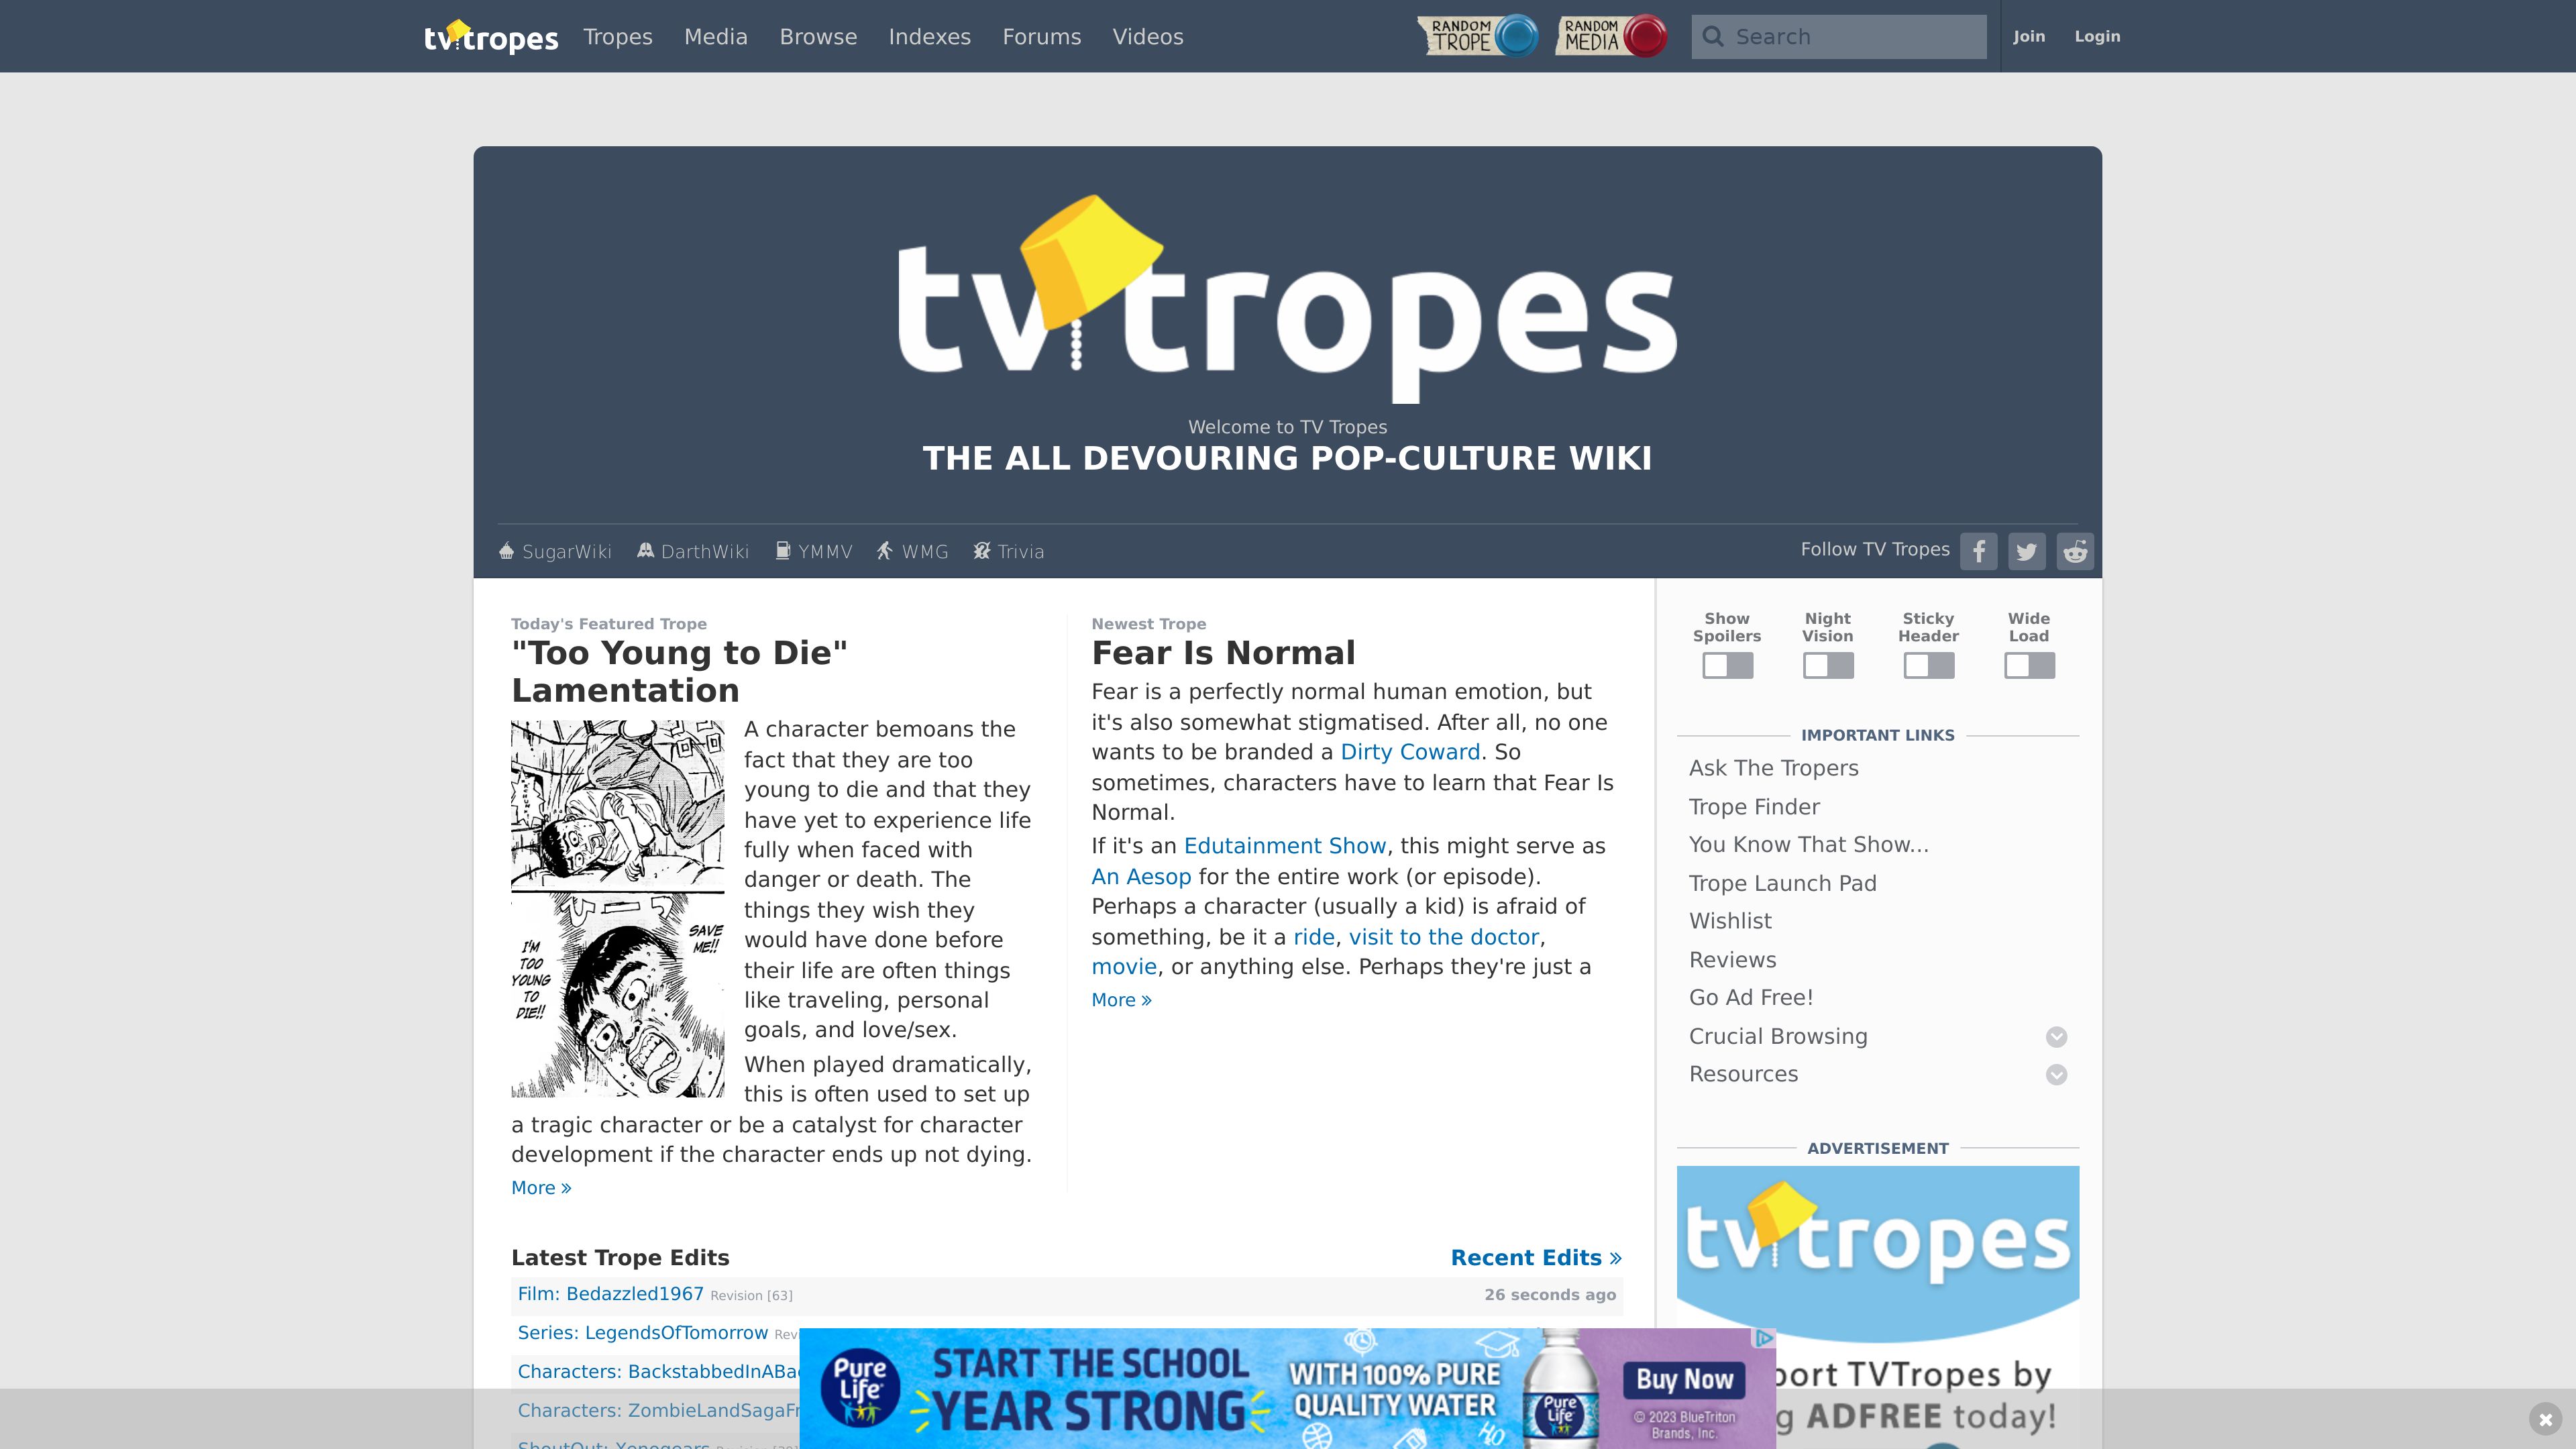 tvtropes
Tropes
Media
Browse
Indexes
Forums
Videos
RANDOM TROPE
RANDOM MEDIA
Search
Join
Login
tvtropes
Welcome to TV Tropes
THE ALL DEVOURING POP-CULTURE WIKI
SugarWiki
DarthWiki
YMMV
WMG
Trivia
Follow TV Tropes
Today's Featured Trope
"Too Young to Die"
Lamentation
SAVE
ME!!
I'M
TOO
YOUNG
TO
DIE!!
A character bemoans the
fact that they are too
young to die and that they
have yet to experience life
fully when faced with
danger or death. The
things they wish they
would have done before
their life are often things
like traveling, personal
goals, and love/sex.
When played dramatically,
this is often used to set up
a tragic character or be a catalyst for character
development if the character ends up not dying.
More »
Newest Trope
Fear Is Normal
Fear is a perfectly normal human emotion, but
it's also somewhat stigmatised. After all, no one
wants to be branded a Dirty Coward. So
sometimes, characters have to learn that Fear Is
Normal.
If it's an Edutainment Show, this might serve as
An Aesop for the entire work (or episode).
Perhaps a character (usually a kid) is afraid of
something, be it a ride, visit to the doctor,
movie, or anything else. Perhaps they're just a
More »
Show
Spoilers
Night
Vision
Sticky
Header
Wide
Load
IMPORTANT LINKS
Ask The Tropers
Trope Finder
You Know That Show...
Trope Launch Pad
Wishlist
Reviews
Go Ad Free!
Crucial Browsing
Resources
ADVERTISEMENT
tvtropes
port TVTropes by
g ADFREE today!
Latest Trope Edits
Recent Edits »
Film: Bedazzled1967 Revision [63]
26 seconds ago
Series: LegendsOfTomorrow Revi
Characters: BackstabbedInABa
Characters: ZombieLandSagaFr
ShoutOut: Xenogears
Pure
Life
START THE SCHOOL
YEAR STRONG
WITH 100% PURE
QUALITY WATER
H₂O
Pure
Life
Buy Now
© 2023 BlueTriton
Brands, Inc.